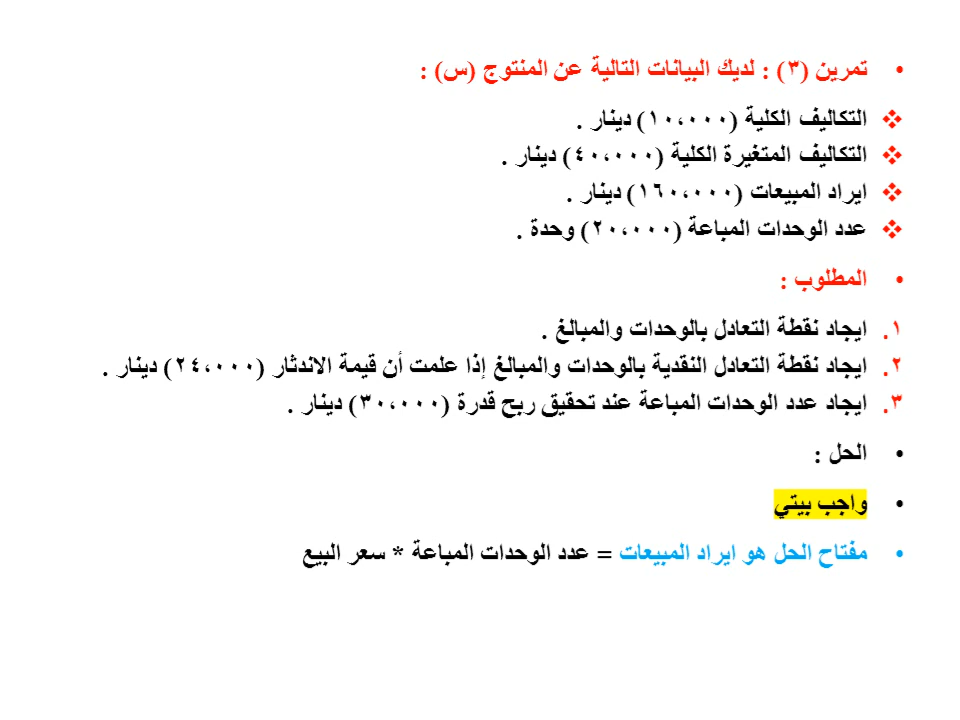 • تمرين (٣) : لديك البيانات التالية عن المنتوج (س) :
❖ التكاليف الكلية (١٠،٠٠٠) دينار .
❖ التكاليف المتغيرة الكلية (٤٠،٠٠٠) دينار .
❖ ايراد المبيعات (١٦٠،٠٠٠) دينار .
❖ عدد الوحدات المباعة (٢٠،٠٠٠) وحدة .
• المطلوب :
١. ايجاد نقطة التعادل بالوحدات والمبالغ .
٢. ايجاد نقطة التعادل النقدية بالوحدات والمبالغ إذا علمت أن قيمة الاندثار (٢٤،٠٠٠) دينار .
٣. ايجاد عدد الوحدات المباعة عند تحقيق ربح قدرة (٣٠،٠٠٠) دينار .
• الحل :
• واجب بيتي
• مفتاح الحل هو ايراد المبيعات = عدد الوحدات المباعة * سعر البيع